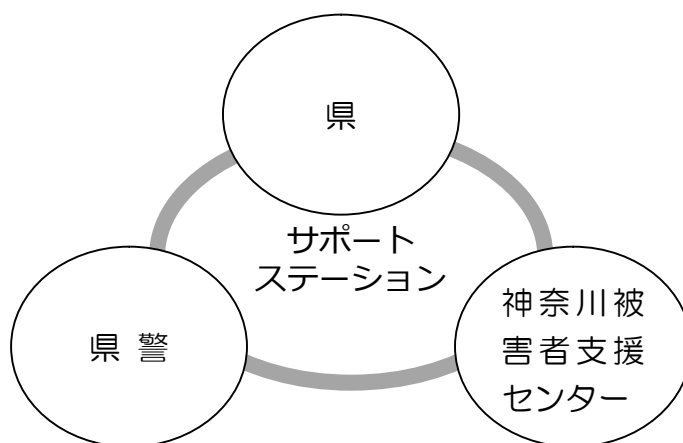 県
サポート
ステーション
県警
神奈川被
害者支援
センター